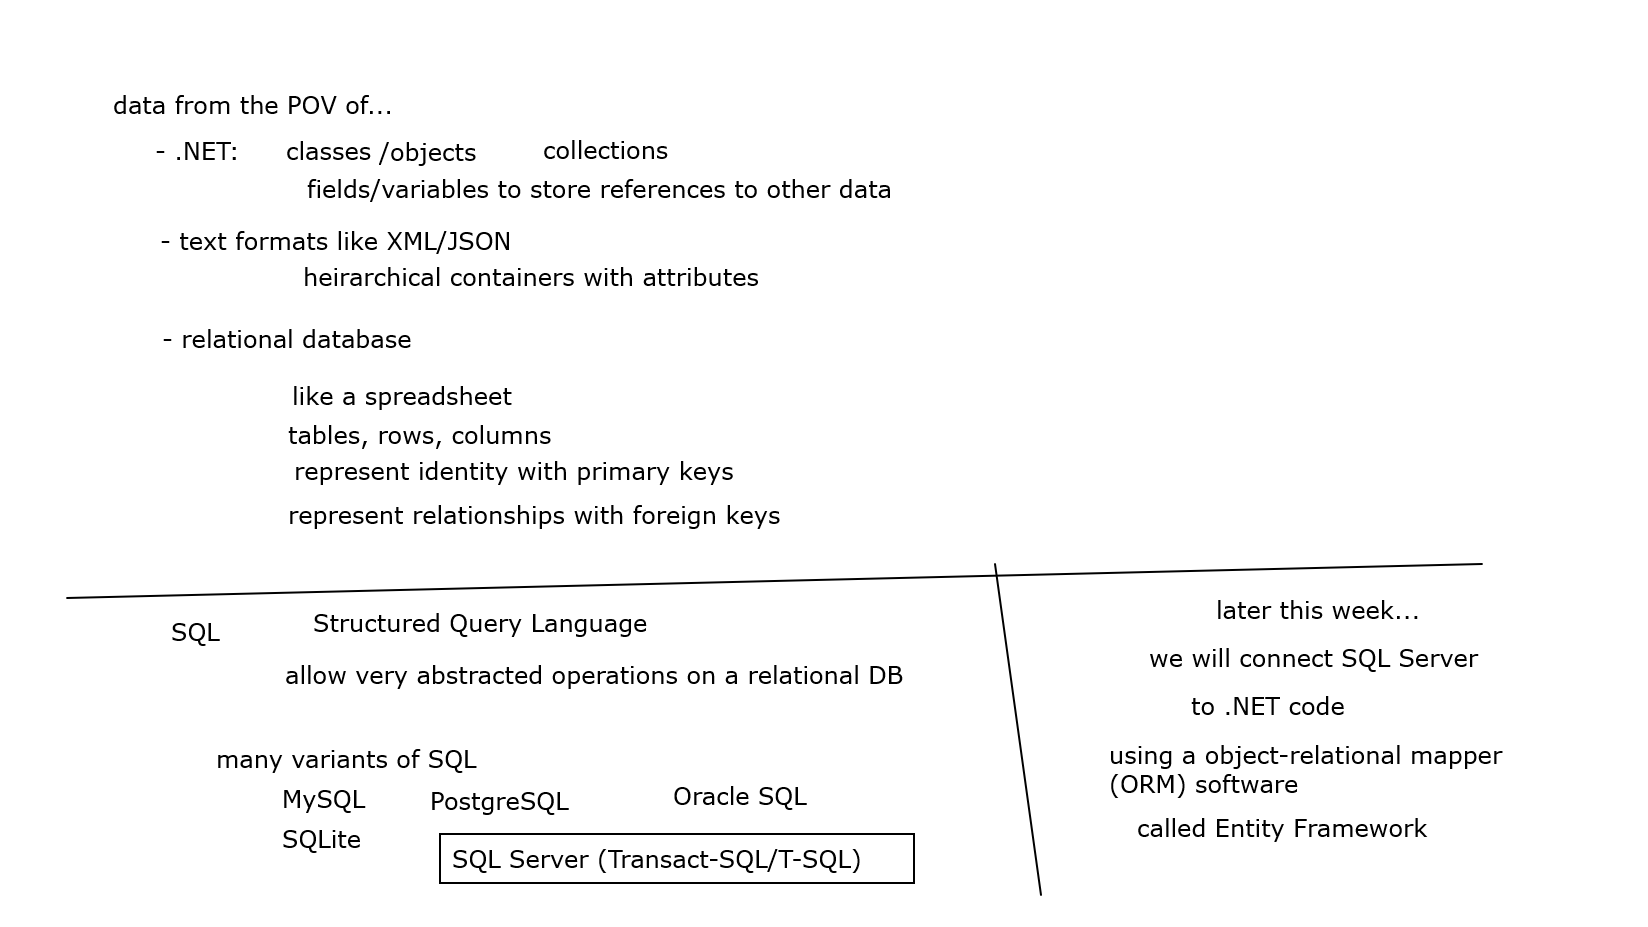 data from the POV of...
- .NET: classes /objects collections
fields/variables to store references to other data
- text formats like XML/JSON
heirarchical containers with attributes
- relational database
like a spreadsheet
tables, rows, columns
represent identity with primary keys
represent relationships with foreign keys
SQL Structured Query Language
allow very abstracted operations on a relational DB
many variants of SQL
MySQL PostgreSQL Oracle SQL
SQLite
SQL Server (Transact-SQL/T-SQL)
later this week...
we will connect SQL Server
to .NET code
using a object-relational mapper
(ORM) software
called Entity Framework